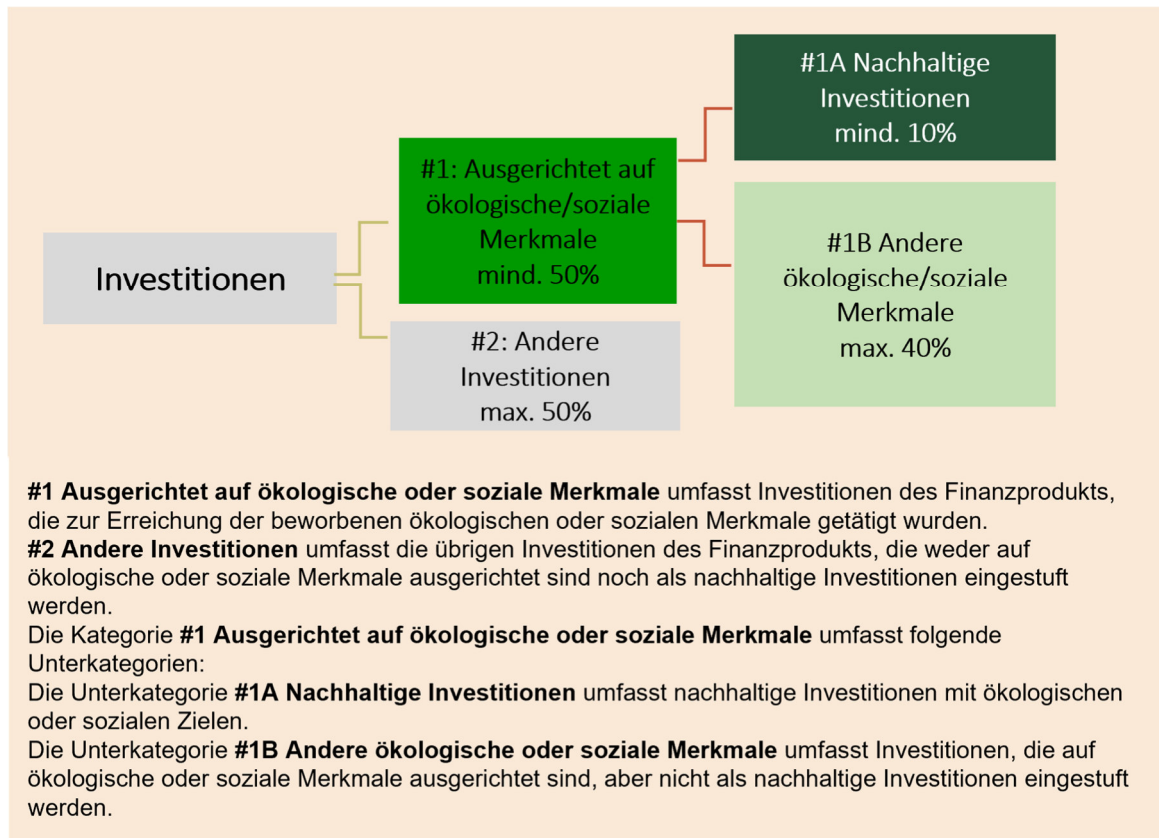 Investitionen
#1: Ausgerichtet auf
ökologische/soziale
Merkmale
mind. 50%
#2: Andere
Investitionen
max. 50%
#1A Nachhaltige
Investitionen
mind. 10%
#1B Andere
ökologische/soziale
Merkmale
max. 40%
#1 Ausgerichtet auf ökologische oder soziale Merkmale umfasst Investitionen des Finanzprodukts,
die zur Erreichung der beworbenen ökologischen oder sozialen Merkmale getätigt wurden.
#2 Andere Investitionen umfasst die übrigen Investitionen des Finanzprodukts, die weder auf
ökologische oder soziale Merkmale ausgerichtet sind noch als nachhaltige Investitionen eingestuft
werden.
Die Kategorie #1 Ausgerichtet auf ökologische oder soziale Merkmale umfasst folgende
Unterkategorien:
Die Unterkategorie #1A Nachhaltige Investitionen umfasst nachhaltige Investitionen mit ökologischen
oder sozialen Zielen.
Die Unterkategorie #1B Andere ökologische oder soziale Merkmale umfasst Investitionen, die auf
ökologische oder soziale Merkmale ausgerichtet sind, aber nicht als nachhaltige Investitionen eingestuft
werden.